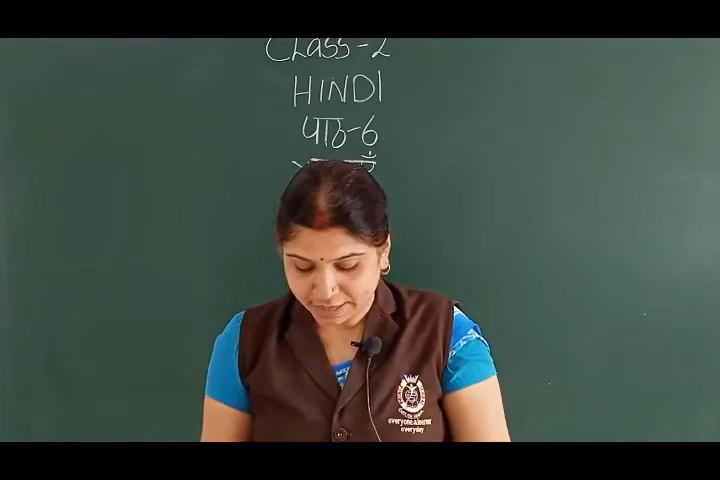 Class-2
HINDI
पाठ-6
everyone a learner
everyday